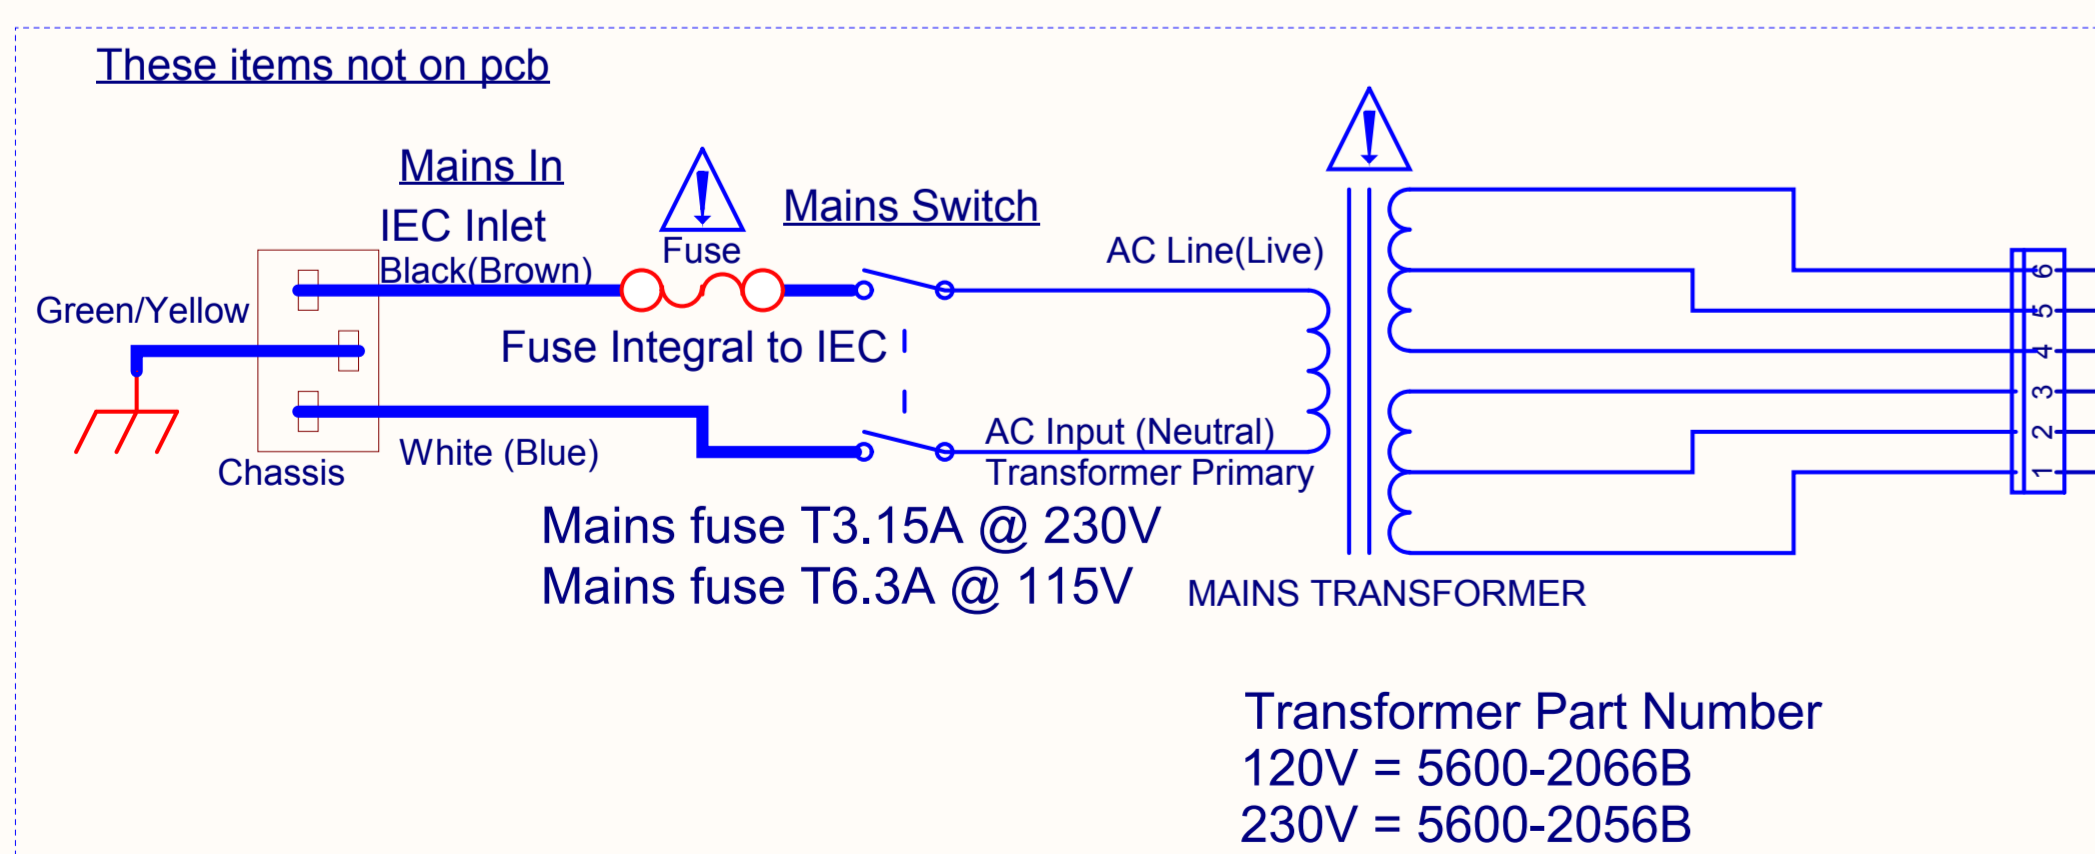 These items not on pcb
Mains In
IEC Inlet
Black(Brown)
Fuse
Mains Switch
AC Line(Live)
Green/Yellow
Fuse Integral to IEC
Chassis
White (Blue)
AC Input (Neutral)
Transformer Primary
6
5
4
3
2
1
Mains fuse T3.15A @ 230V
Mains fuse T6.3A @ 115V
MAINS TRANSFORMER
Transformer Part Number
120V = 5600-2066B
230V = 5600-2056B